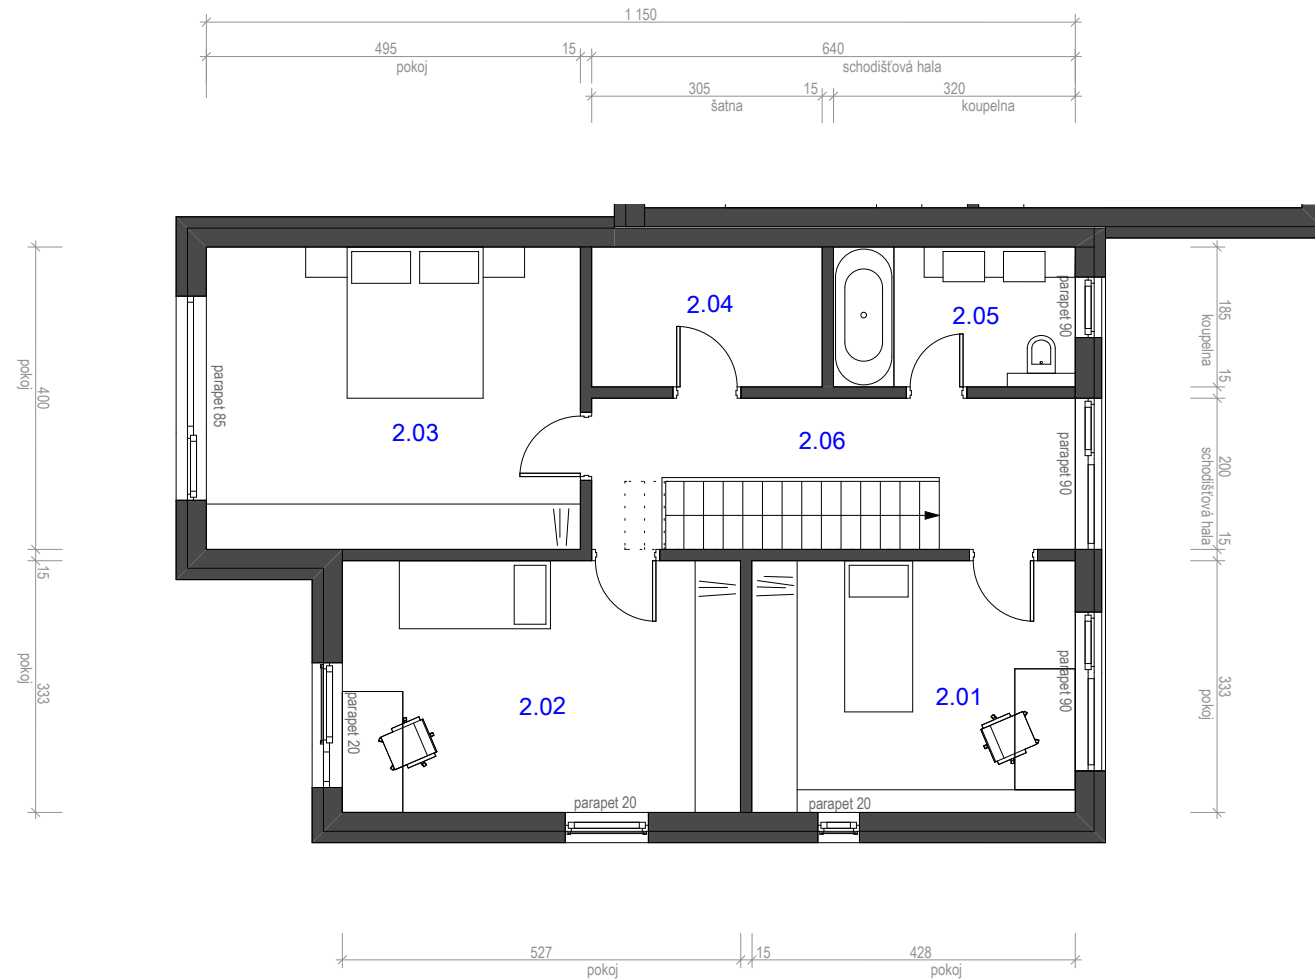 1 150
495
15
640
pokoj
schodišťová hala
305
15
320
šatna
koupelna
2.04
2.05
parapet 90
185
koupelna
15
400
pokoj
parapet 85
2.03
2.06
parapet 90
200
schodišťová hala
15
15
333
pokoj
2.02
parapet 20
2.01
parapet 90
333
pokoj
parapet 20
parapet 20
527
15
428
pokoj
pokoj